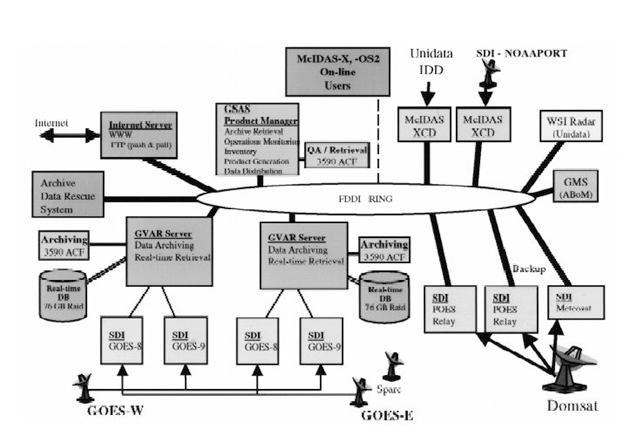 McIDAS-X, -OS2
On-line
Users
Unidata
IDD
SDI - NOAAPORT
Internet
Internet Server
WWW
FTP (push & pull)
GSAS
Product Manager
Archive Retrieval
Operations Monitoring
Inventory
Product Generation
Data Distribution
QA / Retrieval
3590 ACF
McIDAS
XCD
McIDAS
XCD
WSI Radar
(Unidata)
Archive
Data Rescue
System
FDDI RING
GMS
(ABoM)
Archiving
3590 ACF
GVAR Server
Data Archiving
Real-time Retrieval
GVAR Server
Data Archiving
Real-time Retrieval
Archiving
3590 ACF
Real-time
DB
76 GB Raid
Real-time
DB
76 GB Raid
Backup
SDI
POES
Relay
SDI
POES
Relay
SDI
Meteosat
SDI
GOES-8
SDI
GOES-9
SDI
GOES-8
SDI
GOES-9
GOES-W
Spare
GOES-E
Domsat